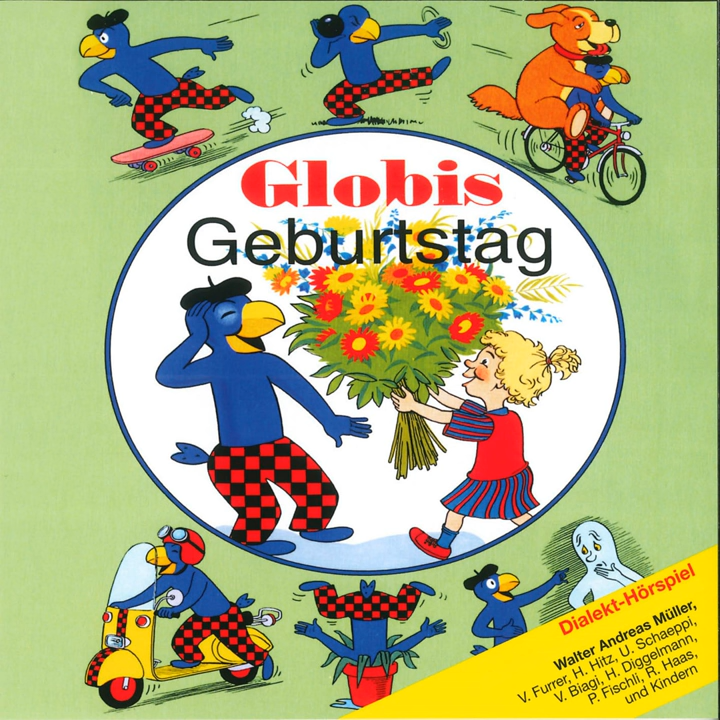 Globis
Geburtstag
Dialekt-Hörspiel
Walter Andreas Müller,
V. Furrer, H. Hitz, U. Schaeppi,
V. Biagi, H. Diggelmann,
P. Fischli, R. Haas,
und Kindern